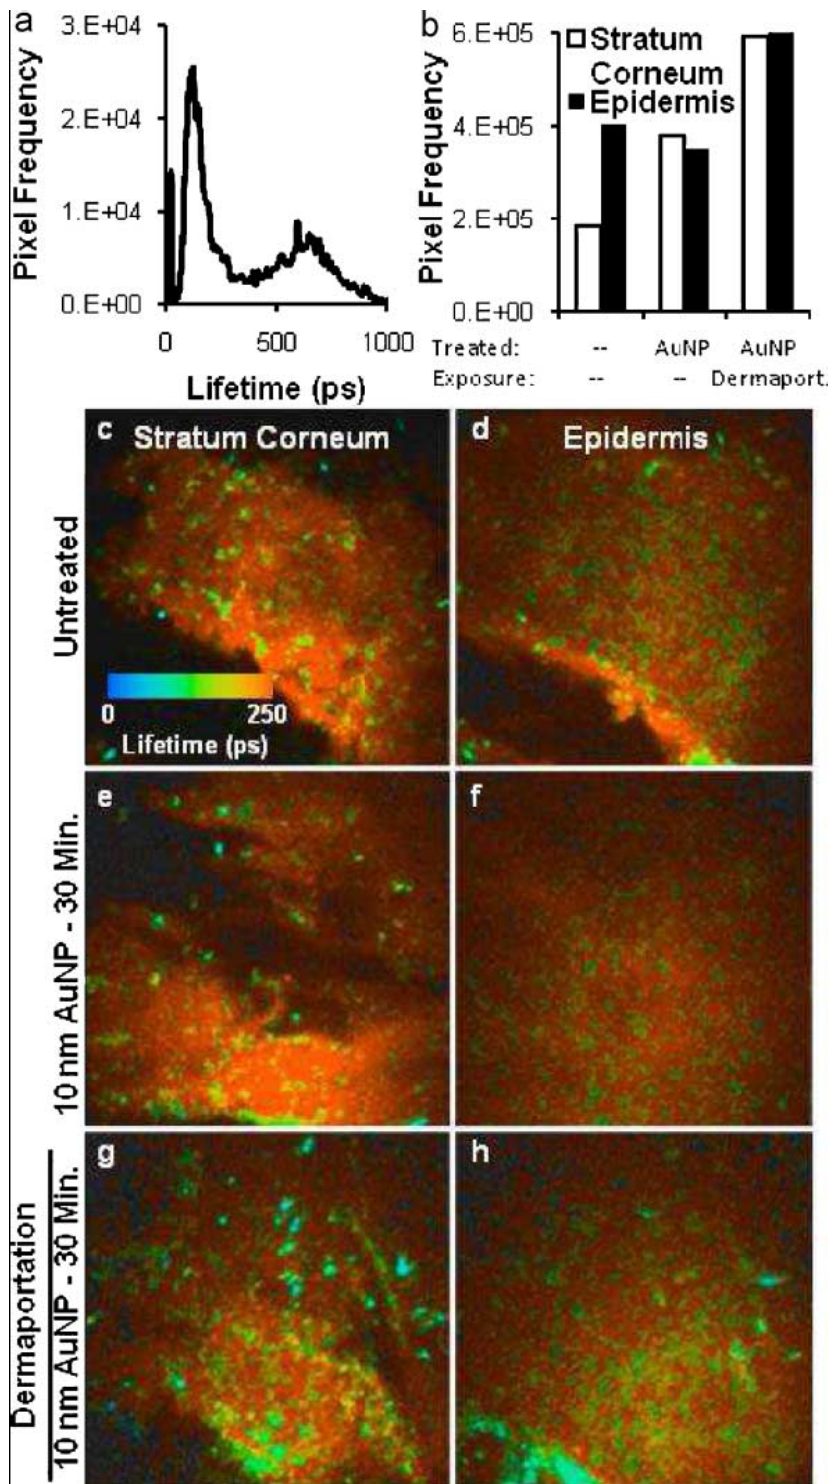 a
3.E+04
2.E+04
1.E+04
0.E+00
Pixel Frequency
0 500 1000
Lifetime (ps)
b
6.E+05
4.E+05
2.E+05
0.E+00
Pixel Frequency
Stratum
Corneum
Epidermis
Treated: -- AuNP AuNP
Exposure: -- -- Dermaport.
c Stratum Corneum
d Epidermis
Untreated
0 250
Lifetime (ps)
e
f
10 nm AuNP - 30 Min.
g
h
Dermaportation
10 nm AuNP - 30 Min.